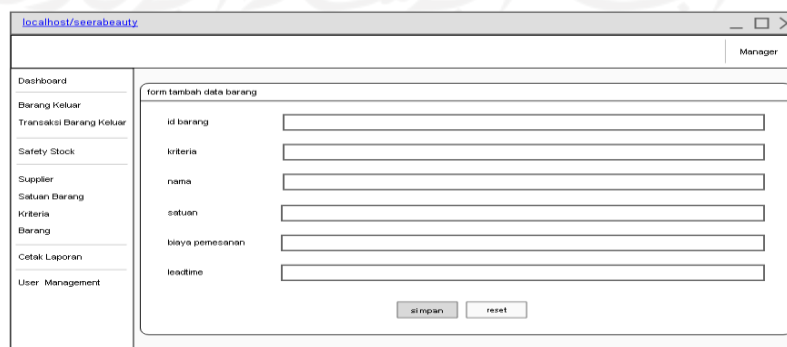 localhost/seerabeauty
Manager
Dashboard
Barang Keluar
Transaksi Barang Keluar
Safety Stock
Supplier
Satuan Barang
Kriteria
Barang
Cetak Laporan
User Management
form tambah data barang
id barang
kriteria
nama
satuan
biaya pemesanan
leadtime
simpan reset